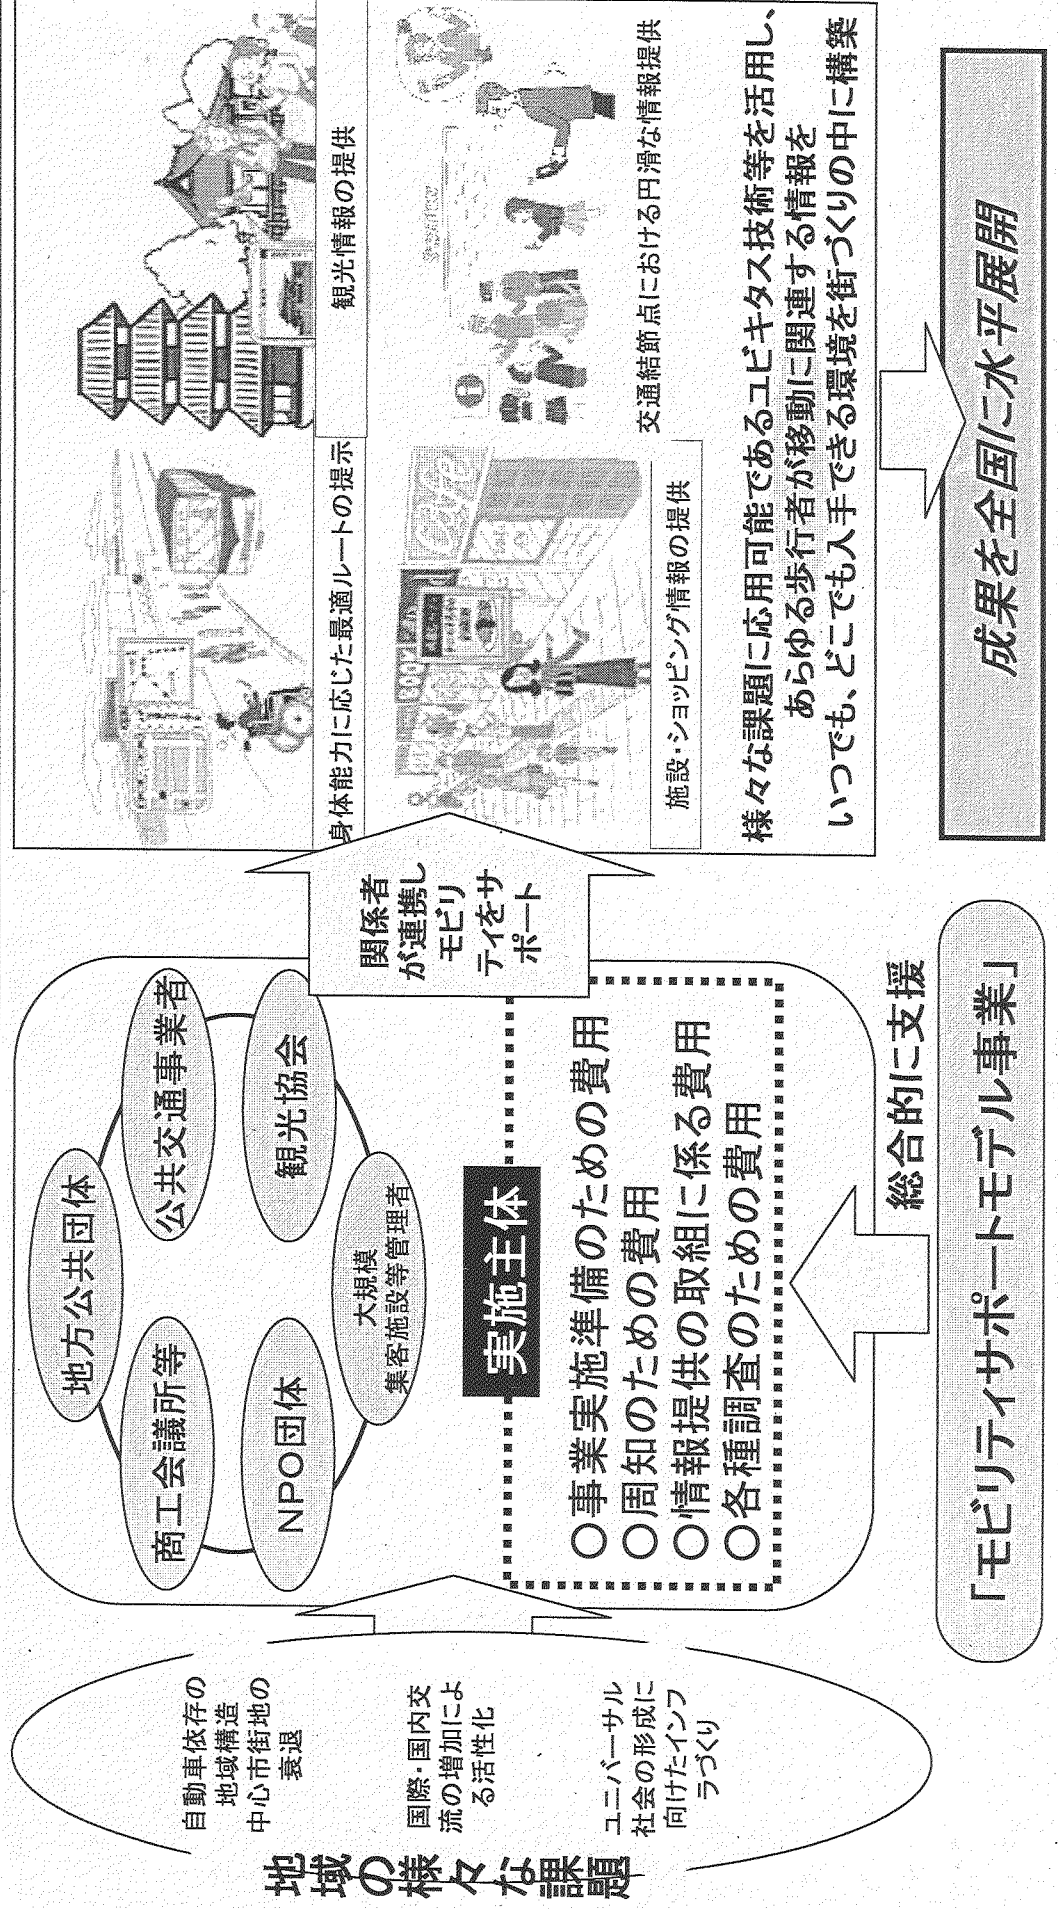 地域の様々な課題
自動車依存の
地域構造
中心市街地の
衰退
国際・国内交
流の増加によ
る活性化
ユニバーサル
社会の形成に
向けたインフ
ラづくり
地方公共団体
商工会議所等
公共交通事業者
NPO団体
観光協会
大規模
集客施設等管理者
実施主体
○事業実施準備のための費用
○周知のための費用
○情報提供の取組に係る費用
○各種調査のための費用
総合的に支援
「モビリティサポートモデル事業」
関係者
が連携し
モビリ
ティをサ
ポート
身体能力に応じた最適ルートの提示
観光情報の提供
施設・ショッピング情報の提供
交通結節点における円滑な情報提供
様々な課題に応用可能であるユビキタス技術等を活用し、
あらゆる歩行者が移動に関連する情報を
いつでも、どこでも入手できる環境を街づくりの中に構築
成果を全国に水平展開